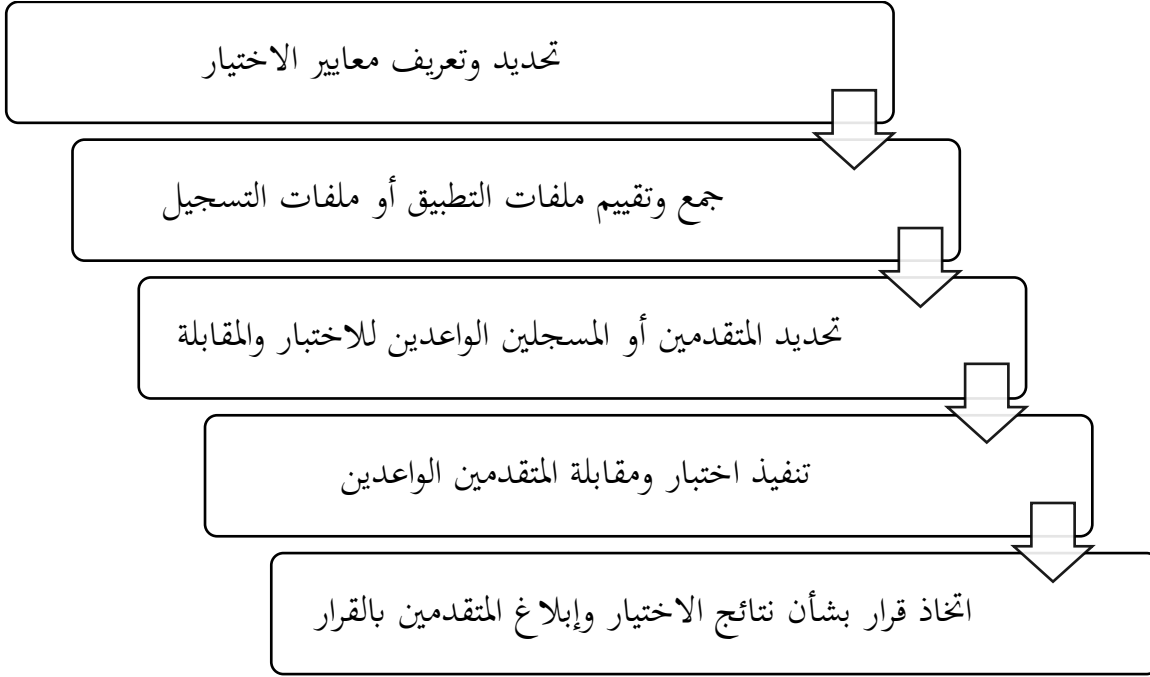 تحديد وتعريف معايير الاختيار
جمع وتقييم ملفات التطبيق أو ملفات التسجيل
تحديد المتقدمين أو المسجلين الواعدين للاختبار والمقابلة
تنفيذ اختبار ومقابلة المتقدمين الواعدين
اتخاذ قرار بشأن نتائج الاختيار وإبلاغ المتقدمين بالقرار